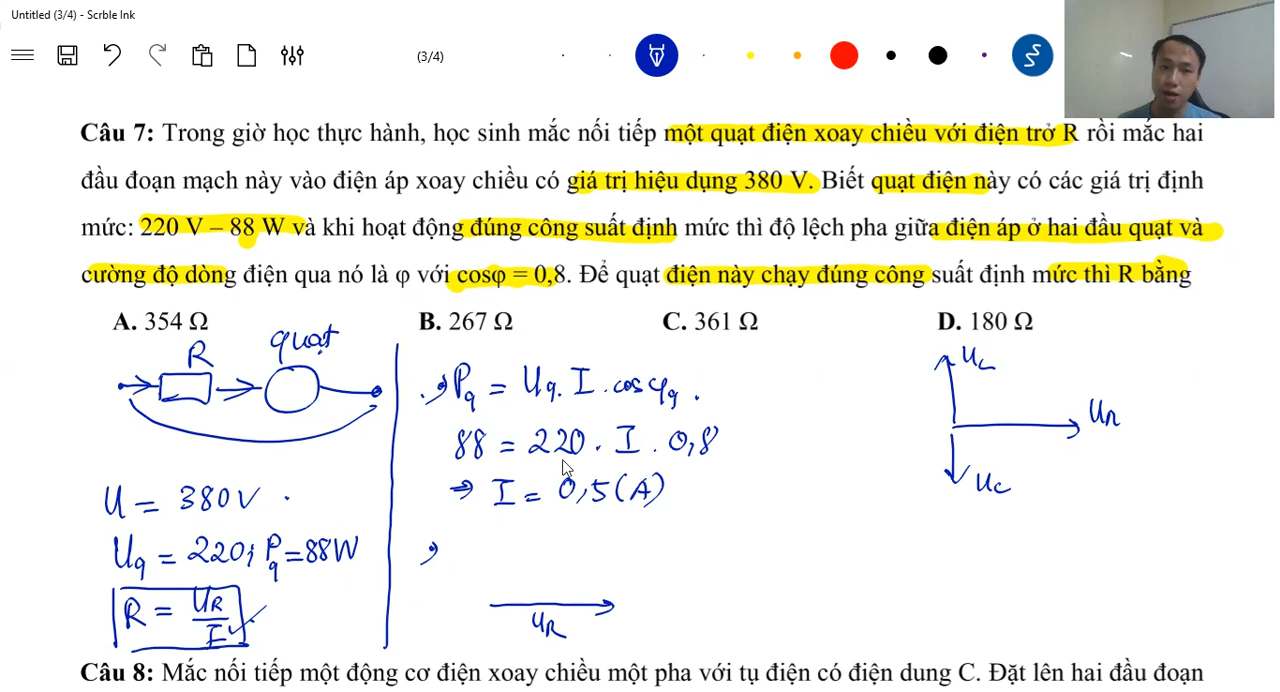 Untitled (3/4) - Scrble Ink
(3/4)
Câu 7: Trong giờ học thực hành, học sinh mắc nối tiếp một quạt điện xoay chiều với điện trở R rồi mắc hai
đầu đoạn mạch này vào điện áp xoay chiều có giá trị hiệu dụng 380 V. Biết quạt điện này có các giá trị định
mức: 220 V – 88 W và khi hoạt động đúng công suất định mức thì độ lệch pha giữa điện áp ở hai đầu quạt và
cường độ dòng điện qua nó là φ với cosφ = 0,8. Để quạt điện này chạy đúng công suất định mức thì R bằng
A. 354 Ω B. 267 Ω C. 361 Ω D. 180 Ω
R quạt
U = 380V
Uq = 220; Pq = 88W
R = UR/I
Pq = Uq. I. cosφq.
88 = 220 . I . 0,8
→ I = 0,5(A)
UR
UL
UR
UC
Câu 8: Mắc nối tiếp một động cơ điện xoay chiều một pha với tụ điện có điện dung C. Đặt lên hai đầu đoạn